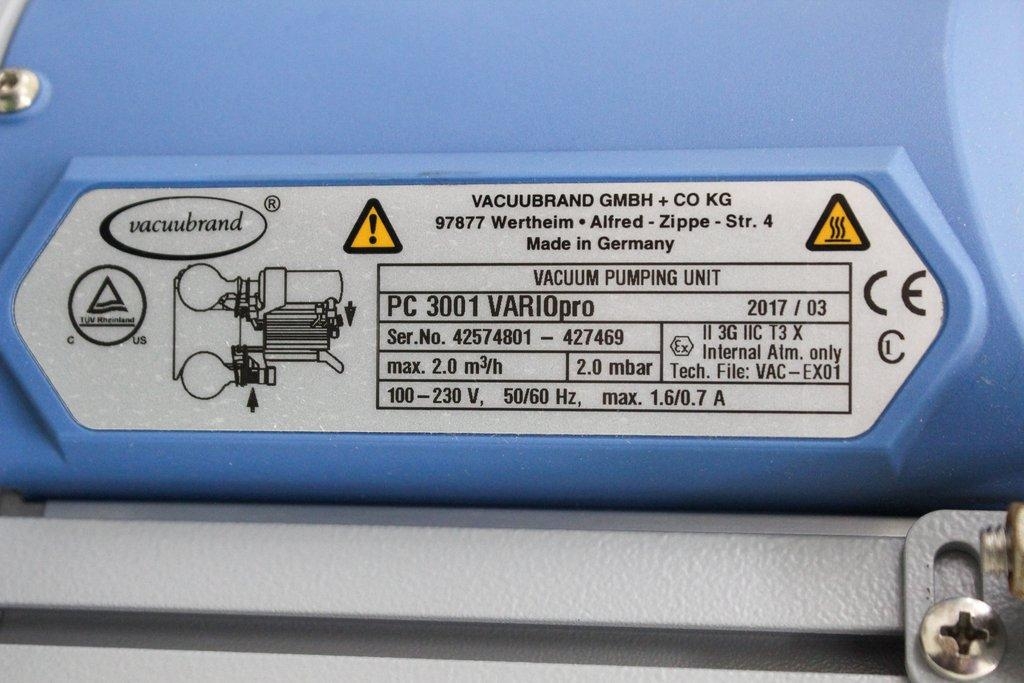 vacuubrand ®
VACUUBRAND GMBH + CO KG
97877 Wertheim • Alfred - Zippe - Str. 4
Made in Germany
TÜV Rheinland
C US
VACUUM PUMPING UNIT
PC 3001 VARIOpro 2017 / 03
Ser.No. 42574801 – 427469
max. 2.0 m³/h 2.0 mbar
Ex II 3G IIC T3 X
Internal Atm. only
Tech. File: VAC–EX01
100–230 V, 50/60 Hz, max. 1.6/0.7 A
CE